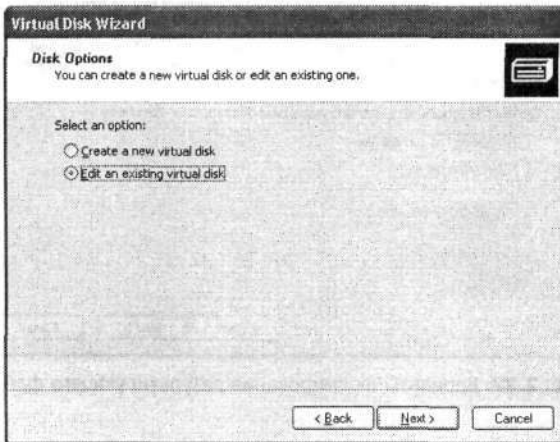 Virtual Disk Wizard
Disk Options
You can create a new virtual disk or edit an existing one.
Select an option:
Create a new virtual disk
Edit an existing virtual disk
< Back
Next >
Cancel